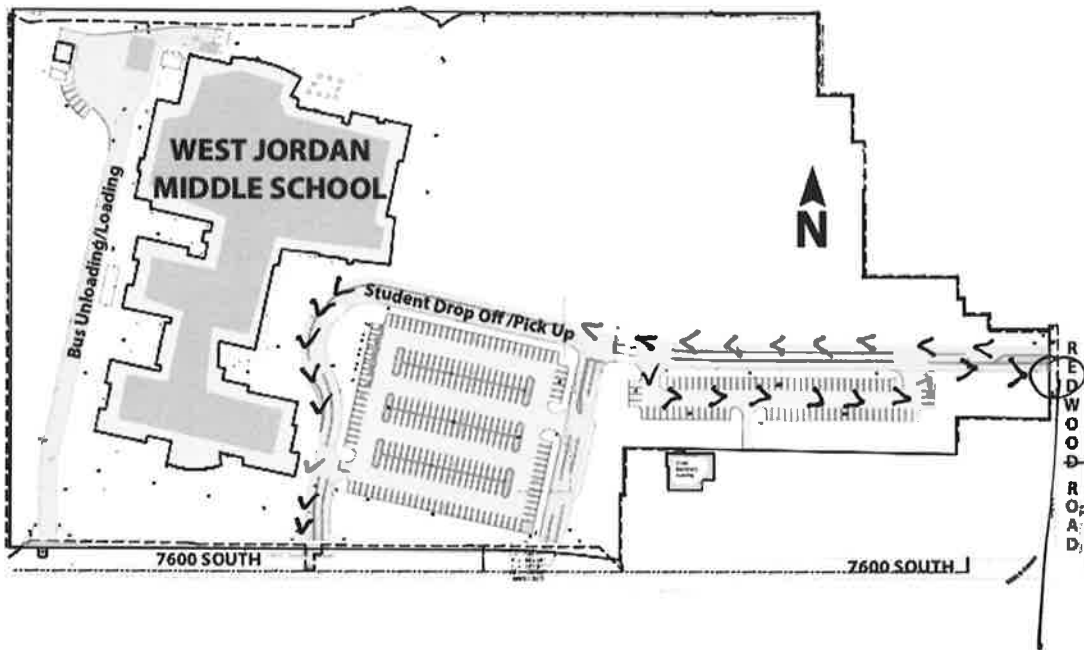 WEST JORDAN
MIDDLE SCHOOL
Bus Unloading/Loading
N
Student Drop Off/Pick Up
REDWOOD ROAD
7600 SOUTH
7600 SOUTH